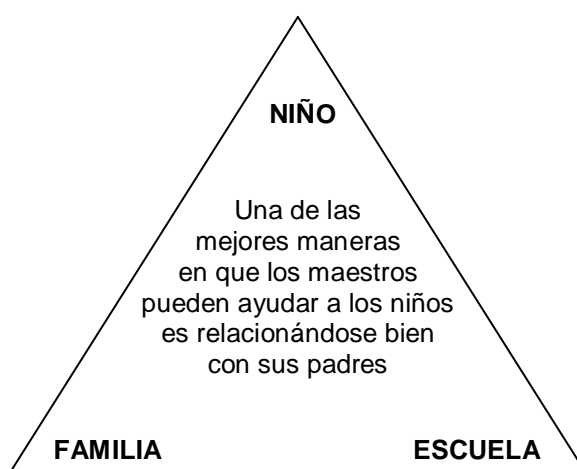 NIÑO
Una de las
mejores maneras
en que los maestros
pueden ayudar a los niños
es relacionándose bien
con sus padres
FAMILIA ESCUELA